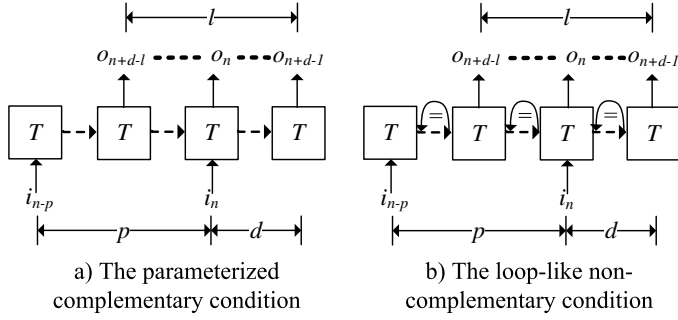 l l
o_{n+d-l} o_n o_{n+d-1} o_{n+d-l} o_n o_{n+d-1}
= = =
T T T T T T T T
i_{n-p} i_n i_{n-p} i_n
p d p d
a) The parameterized b) The loop-like non-
complementary condition complementary condition